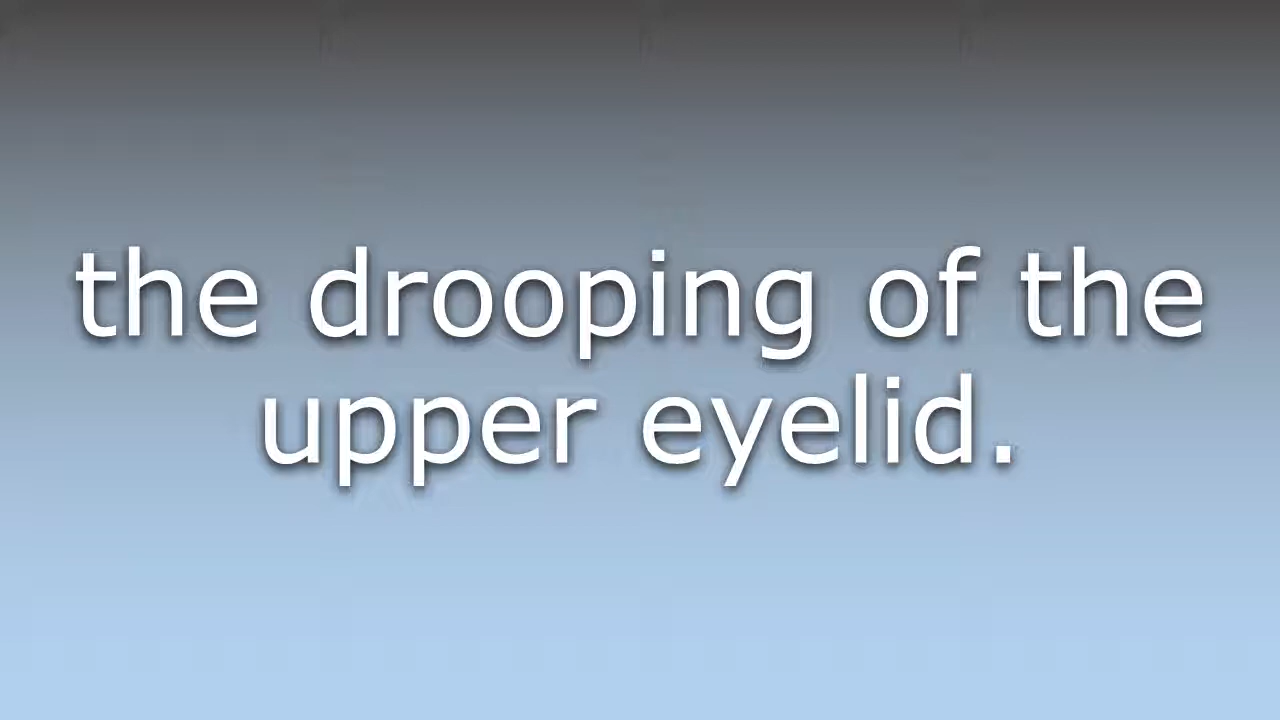 the drooping of the
upper eyelid.